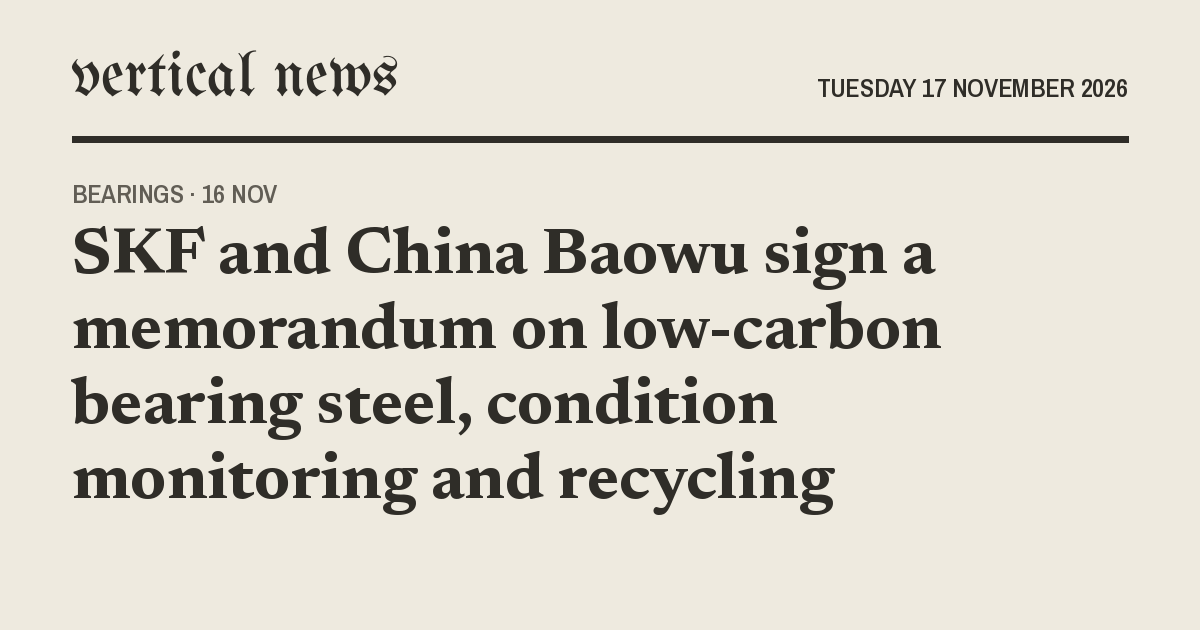 vertical news
TUESDAY 17 NOVEMBER 2026
BEARINGS · 16 NOV
SKF and China Baowu sign a
memorandum on low-carbon
bearing steel, condition
monitoring and recycling